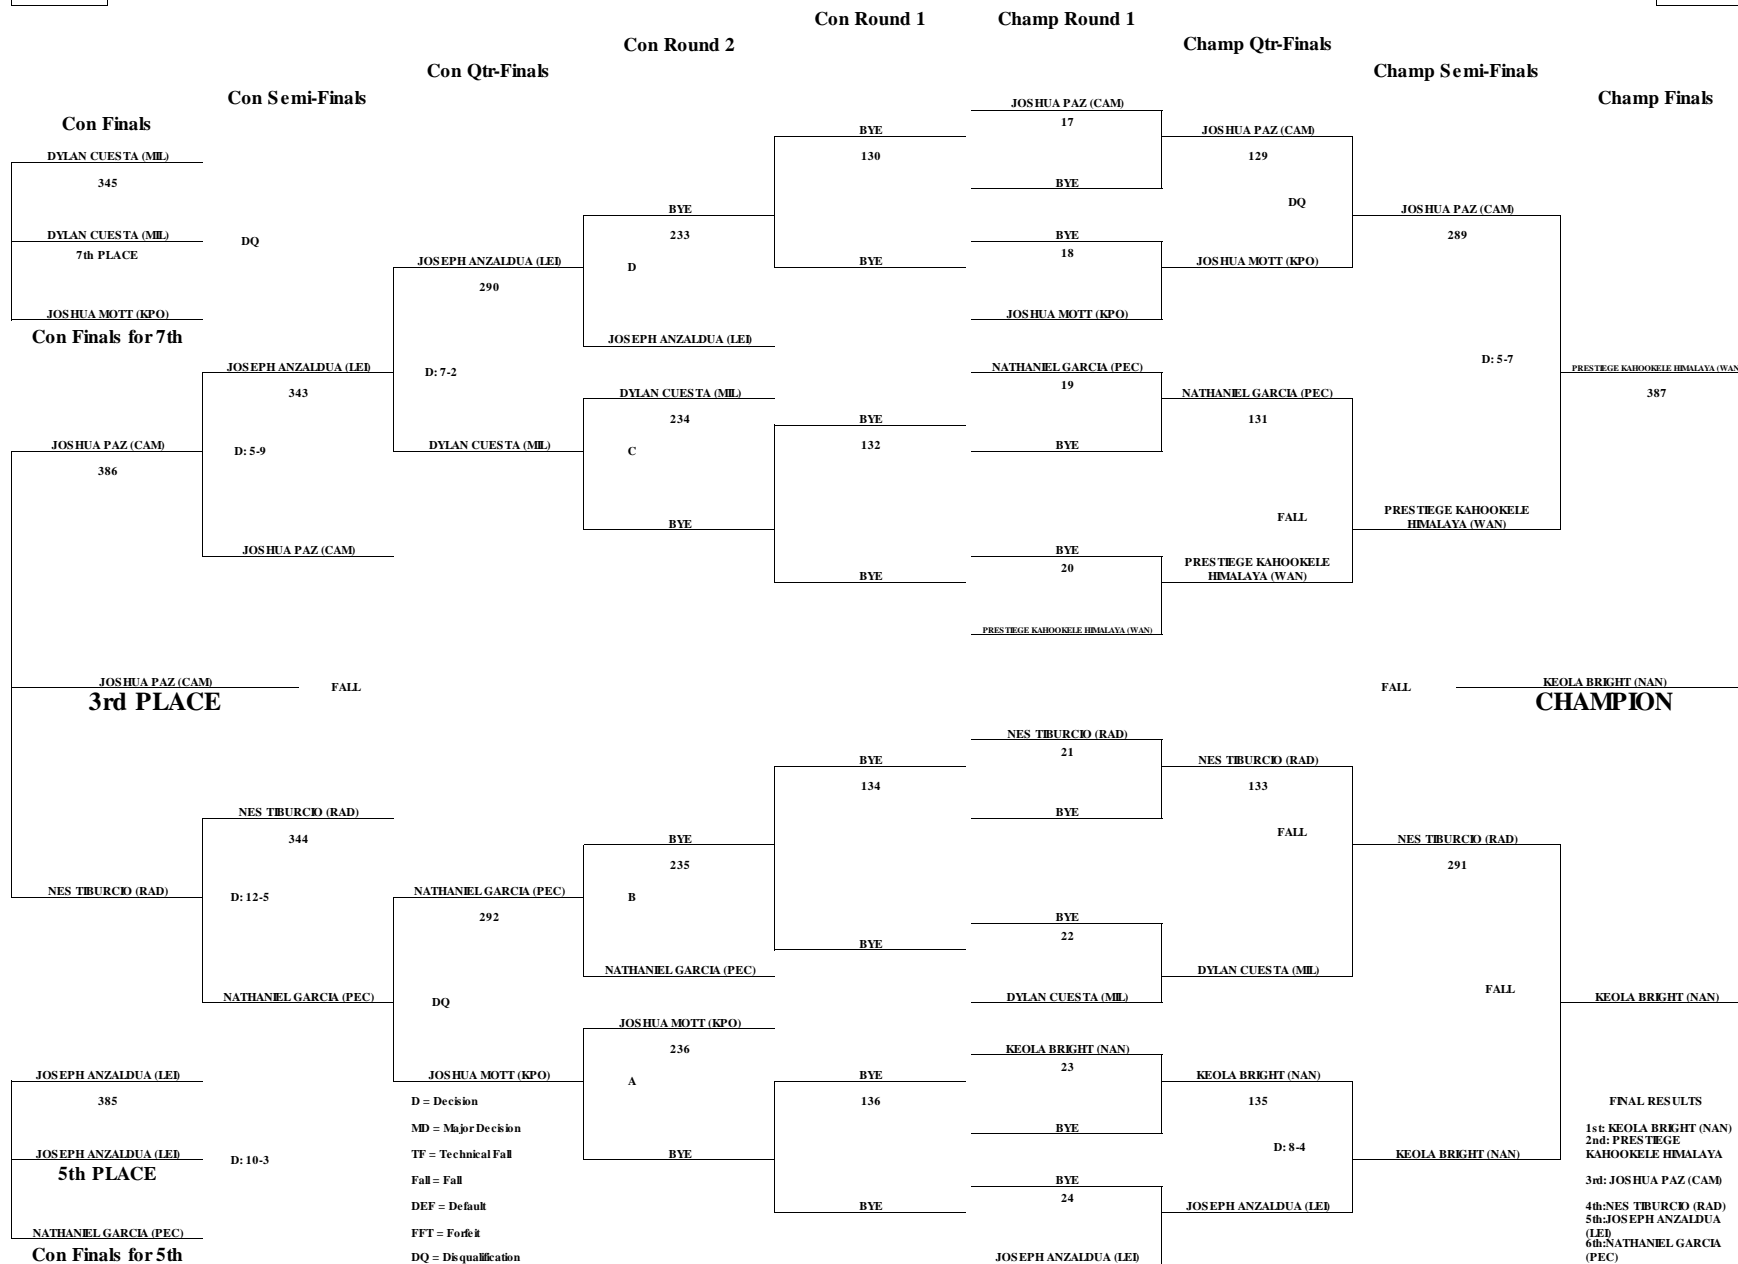 Con Round 1
Champ Round 1
Con Round 2
Champ Qtr-Finals
Con Qtr-Finals
Champ Semi-Finals
Con Semi-Finals
Champ Finals
Con Finals
DYLAN CUESTA (MIL)
345
DYLAN CUESTA (MIL)
7th PLACE
DQ
JOSHUA MOTT (KPO)
Con Finals for 7th
JOSHUA PAZ (CAM)
386
JOSHUA PAZ (CAM)
3rd PLACE
FALL
NES TIBURCIO (RAD)
JOSEPH ANZALDUA (LEI)
385
JOSEPH ANZALDUA (LEI)
5th PLACE
D: 10-3
NATHANIEL GARCIA (PEC)
Con Finals for 5th
JOSEPH ANZALDUA (LEI)
343
D: 5-9
JOSHUA PAZ (CAM)
NES TIBURCIO (RAD)
344
D: 12-5
NATHANIEL GARCIA (PEC)
JOSEPH ANZALDUA (LEI)
290
D: 7-2
DYLAN CUESTA (MIL)
NATHANIEL GARCIA (PEC)
292
DQ
JOSHUA MOTT (KPO)
D = Decision
MD = Major Decision
TF = Technical Fall
Fall = Fall
DEF = Default
FFT = Forfeit
DQ = Disqualification
BYE
233
D
JOSEPH ANZALDUA (LEI)
DYLAN CUESTA (MIL)
234
C
BYE
BYE
235
B
NATHANIEL GARCIA (PEC)
JOSHUA MOTT (KPO)
236
A
BYE
BYE
130
BYE
BYE
132
BYE
BYE
134
BYE
BYE
136
BYE
JOSHUA PAZ (CAM)
17
BYE
BYE
18
JOSHUA MOTT (KPO)
NATHANIEL GARCIA (PEC)
19
BYE
BYE
20
PRESTIEGE KAHOOKELE HIMALAYA (WAN)
NES TIBURCIO (RAD)
21
BYE
BYE
22
DYLAN CUESTA (MIL)
KEOLA BRIGHT (NAN)
23
BYE
BYE
24
JOSEPH ANZALDUA (LEI)
JOSHUA PAZ (CAM)
129
DQ
JOSHUA MOTT (KPO)
NATHANIEL GARCIA (PEC)
131
FALL
PRESTIEGE KAHOOKELE
HIMALAYA (WAN)
NES TIBURCIO (RAD)
133
FALL
DYLAN CUESTA (MIL)
KEOLA BRIGHT (NAN)
135
D: 8-4
JOSEPH ANZALDUA (LEI)
JOSHUA PAZ (CAM)
289
D: 5-7
PRESTIEGE KAHOOKELE
HIMALAYA (WAN)
NES TIBURCIO (RAD)
291
FALL
KEOLA BRIGHT (NAN)
PRESTIEGE KAHOOKELE HIMALAYA (WAN
387
FALL
KEOLA BRIGHT (NAN)
CHAMPION
KEOLA BRIGHT (NAN)
FINAL RESULTS
1st: KEOLA BRIGHT (NAN)
2nd: PRESTIEGE
KAHOOKELE HIMALAYA
3rd: JOSHUA PAZ (CAM)
4th:NES TIBURCIO (RAD)
5th:JOSEPH ANZALDUA
(LEI)
6th:NATHANIEL GARCIA
(PEC)